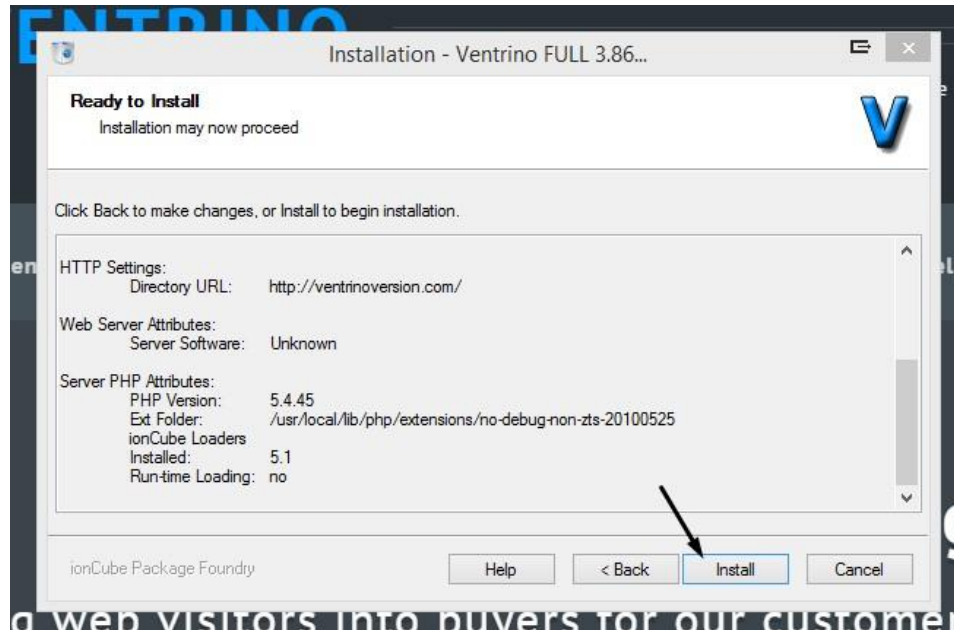 ENTRINO
Installation - Ventrino FULL 3.86...
Ready to Install
Installation may now proceed
V
Click Back to make changes, or Install to begin installation.
HTTP Settings:
Directory URL: http://ventrinoversion.com/
Web Server Attributes:
Server Software: Unknown
Server PHP Attributes:
PHP Version: 5.4.45
Ext Folder: /usr/local/lib/php/extensions/no-debug-non-zts-20100525
ionCube Loaders
Installed: 5.1
Run-time Loading: no
ionCube Package Foundry
Help
< Back
Install
Cancel
g web visitors into buyers for our customer